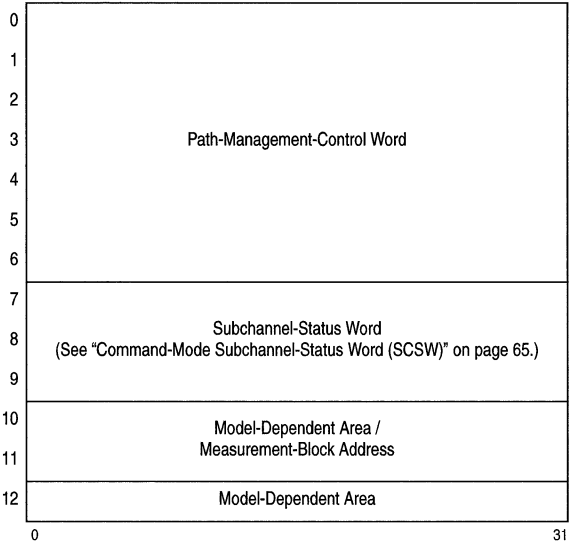 0
1
2
3 Path-Management-Control Word
4
5
6
7
Subchannel-Status Word
8
(See “Command-Mode Subchannel-Status Word (SCSW)” on page 65.)
9
10
Model-Dependent Area /
Measurement-Block Address
11
12 Model-Dependent Area
0 31